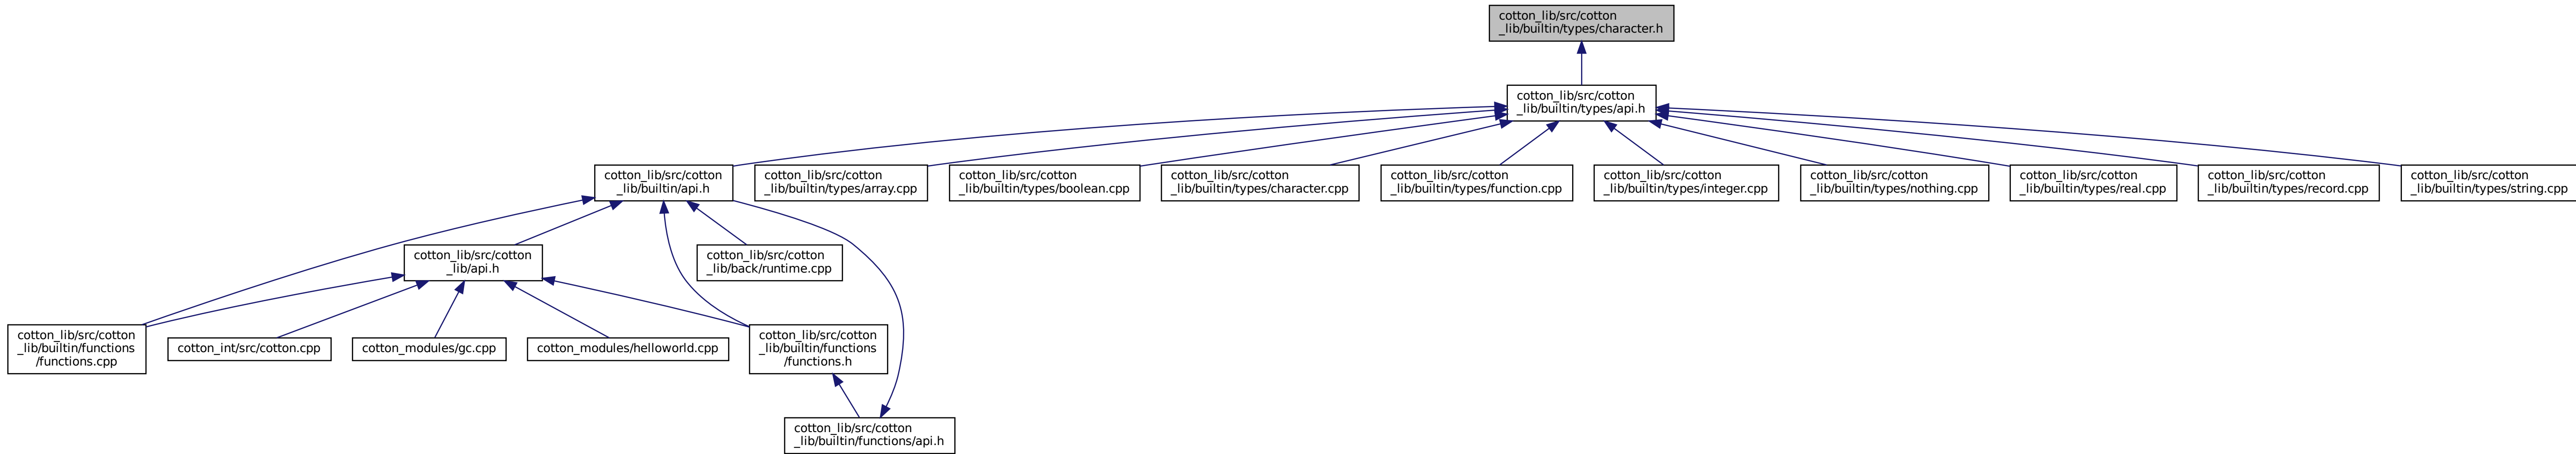 cotton_lib/src/cotton
_lib/builtin/types/character.h
cotton_lib/src/cotton
_lib/builtin/types/api.h
cotton_lib/src/cotton
_lib/builtin/api.h
cotton_lib/src/cotton
_lib/builtin/types/array.cpp
cotton_lib/src/cotton
_lib/builtin/types/boolean.cpp
cotton_lib/src/cotton
_lib/builtin/types/character.cpp
cotton_lib/src/cotton
_lib/builtin/types/function.cpp
cotton_lib/src/cotton
_lib/builtin/types/integer.cpp
cotton_lib/src/cotton
_lib/builtin/types/nothing.cpp
cotton_lib/src/cotton
_lib/builtin/types/real.cpp
cotton_lib/src/cotton
_lib/builtin/types/record.cpp
cotton_lib/src/cotton
_lib/builtin/types/string.cpp
cotton_lib/src/cotton
_lib/api.h
cotton_lib/src/cotton
_lib/back/runtime.cpp
cotton_lib/src/cotton
_lib/builtin/functions
/functions.cpp
cotton_int/src/cotton.cpp
cotton_modules/gc.cpp
cotton_modules/helloworld.cpp
cotton_lib/src/cotton
_lib/builtin/functions
/functions.h
cotton_lib/src/cotton
_lib/builtin/functions/api.h